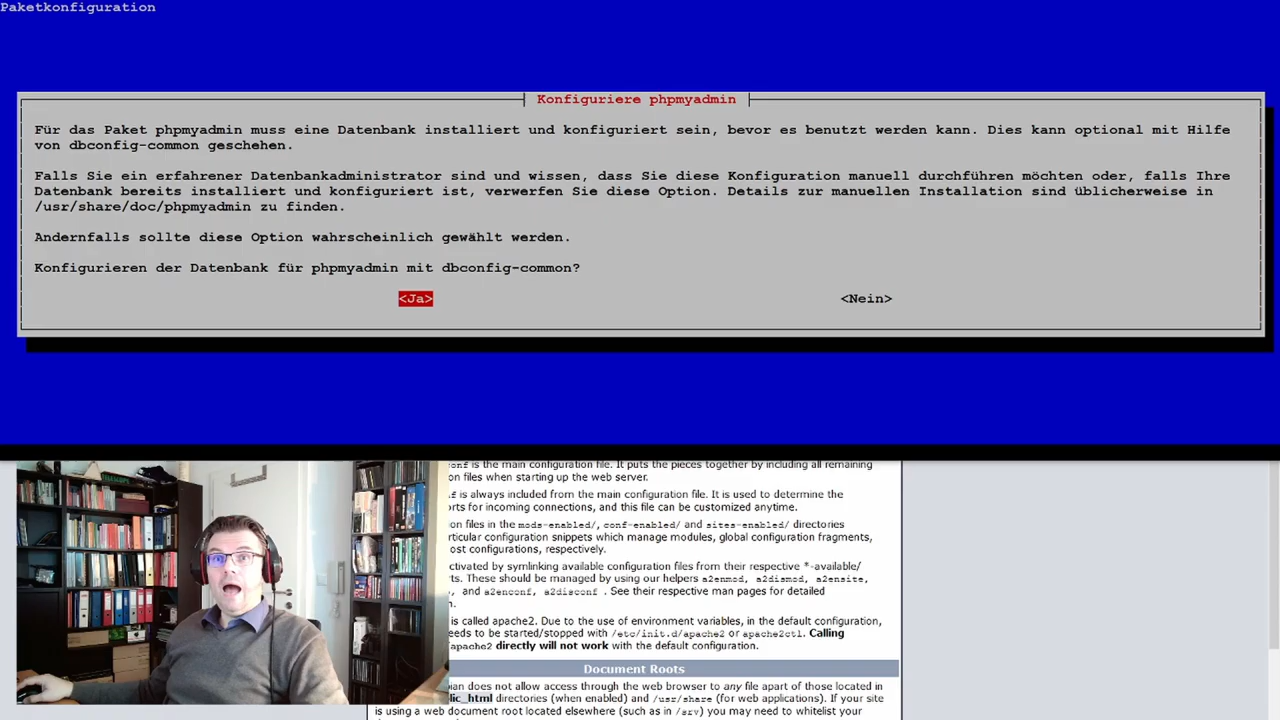 Paketkonfiguration
Konfiguriere phpmyadmin
Für das Paket phpmyadmin muss eine Datenbank installiert und konfiguriert sein, bevor es benutzt werden kann. Dies kann optional mit Hilfe
von dbconfig-common geschehen.
Falls Sie ein erfahrener Datenbankadministrator sind und wissen, dass Sie diese Konfiguration manuell durchführen möchten oder, falls Ihre
Datenbank bereits installiert und konfiguriert ist, verwerfen Sie diese Option. Details zur manuellen Installation sind üblicherweise in
/usr/share/doc/phpmyadmin zu finden.
Andernfalls sollte diese Option wahrscheinlich gewählt werden.
Konfigurieren der Datenbank für phpmyadmin mit dbconfig-common?
<Ja> <Nein>
is the main configuration file. It puts the pieces together by including all remaining
on files when starting up the web server.
is always included from the main configuration file. It is used to determine the
orts for incoming connections, and this file can be customized anytime.
on files in the mods-enabled/, conf-enabled/ and sites-enabled/ directories
rticular configuration snippets which manage modules, global configuration fragments,
ost configurations, respectively.
ctivated by symlinking available configuration files from their respective *-available/
ts. These should be managed by using our helpers a2enmod, a2dismod, a2ensite,
, and a2enconf, a2disconf . See their respective man pages for detailed
n.
is called apache2. Due to the use of environment variables, in the default configuration,
eeds to be started/stopped with /etc/init.d/apache2 or apache2ctl. Calling
/apache2 directly will not work with the default configuration.
Document Roots
ian does not allow access through the web browser to any file apart of those located in
lic_html directories (when enabled) and /usr/share (for web applications). If your site
is using a web document root located elsewhere (such as in /srv) you may need to whitelist your